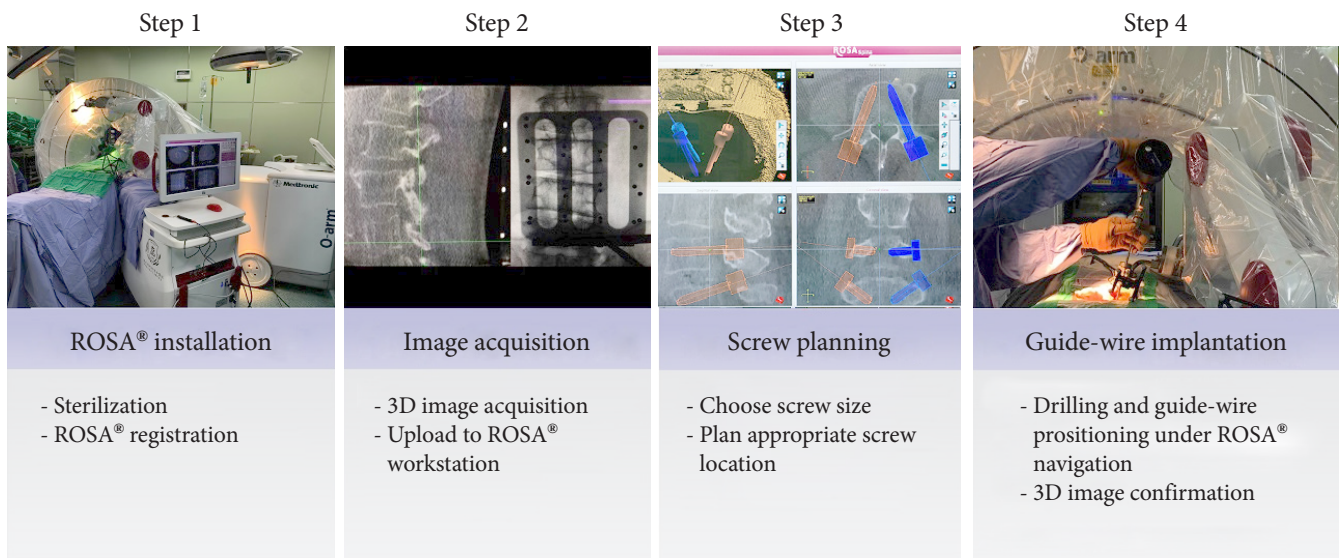 Step 1
Step 2
Step 3
Step 4
Medtronic
O-arm®
ROSA Spine
O-arm
ROSA® installation
Image acquisition
Screw planning
Guide-wire implantation
- Sterilization
- ROSA® registration
- 3D image acquisition
- Upload to ROSA®
workstation
- Choose screw size
- Plan appropriate screw
location
- Drilling and guide-wire
prositioning under ROSA®
navigation
- 3D image confirmation